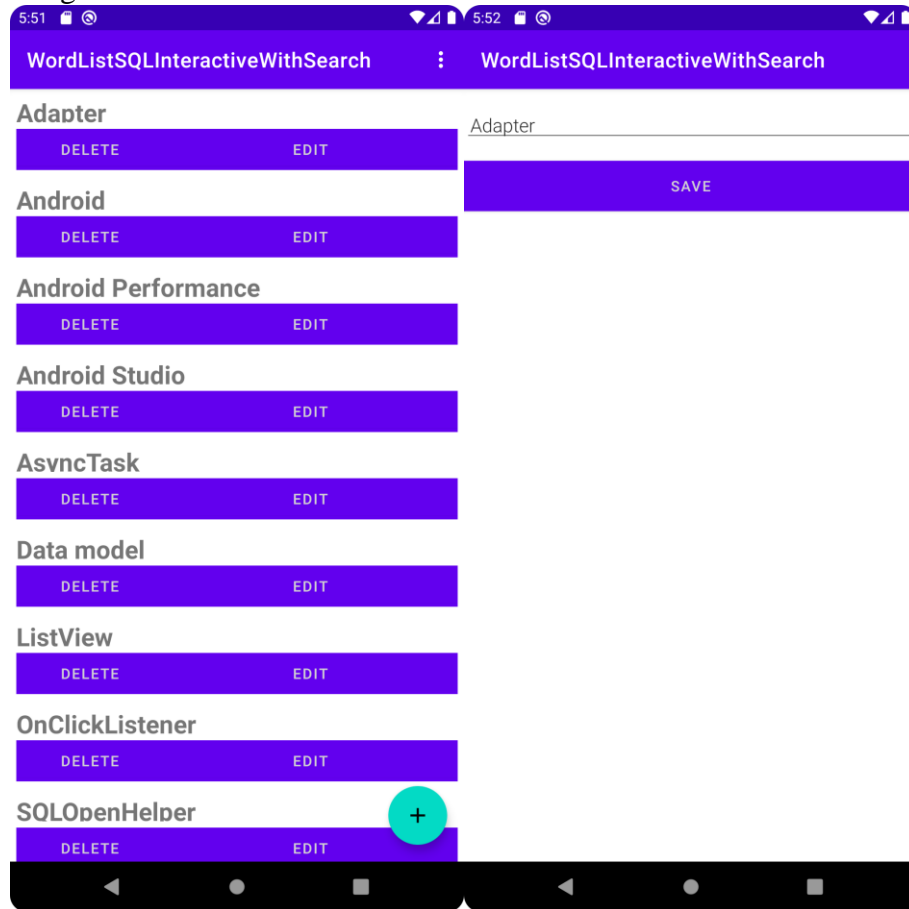 5:51
WordListSQLInteractiveWithSearch
Adapter
DELETE EDIT
Android
DELETE EDIT
Android Performance
DELETE EDIT
Android Studio
DELETE EDIT
AsyncTask
DELETE EDIT
Data model
DELETE EDIT
ListView
DELETE EDIT
OnClickListener
DELETE EDIT
SQLOpenHelper
+
DELETE EDIT
5:52
WordListSQLInteractiveWithSearch
Adapter
SAVE